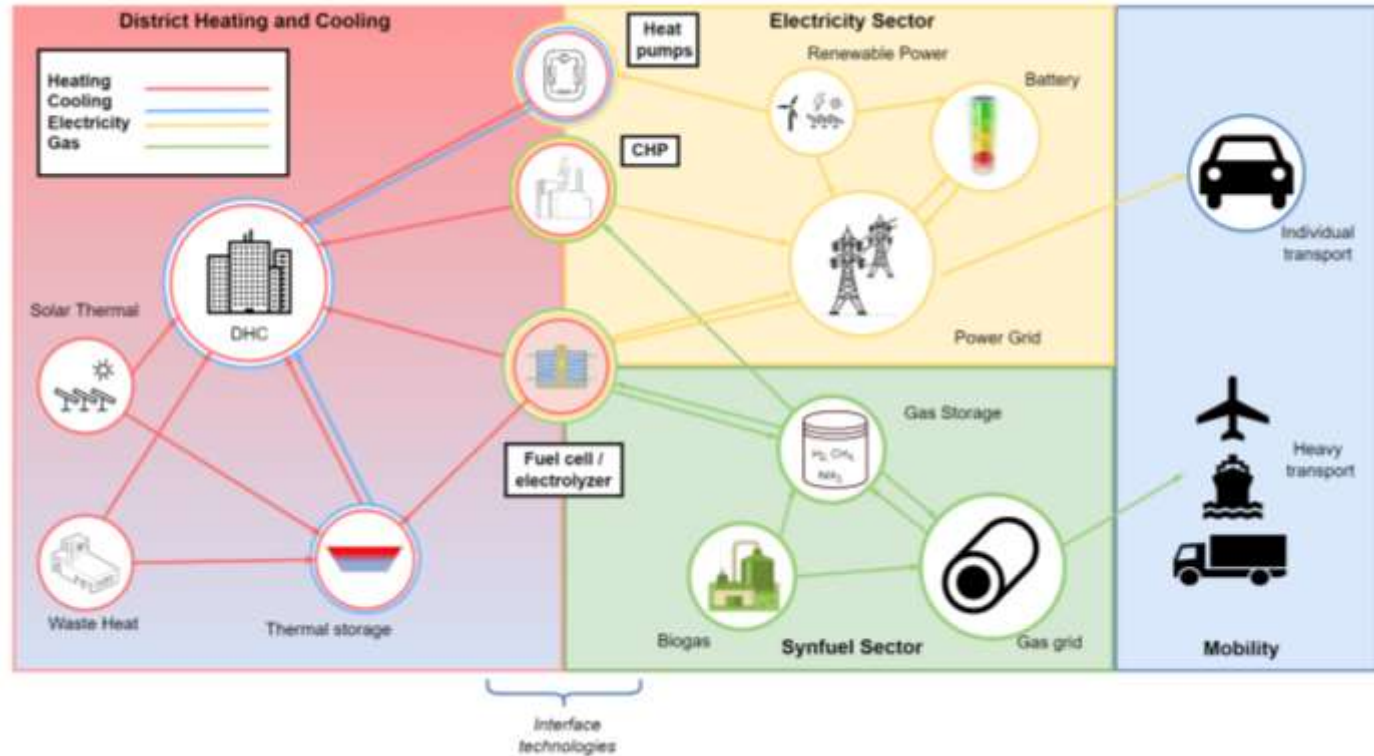 District Heating and Cooling
Electricity Sector
Heating
Cooling
Electricity
Gas
Heat
pumps
Renewable Power
Battery
CHP
Individual
transport
Solar Thermal
DHC
Power Grid
Gas Storage
H2, CH4,
NH3
Fuel cell /
electrolyzer
Heavy
transport
Waste Heat
Thermal storage
Biogas
Synfuel Sector
Gas grid
Mobility
Interface
technologies